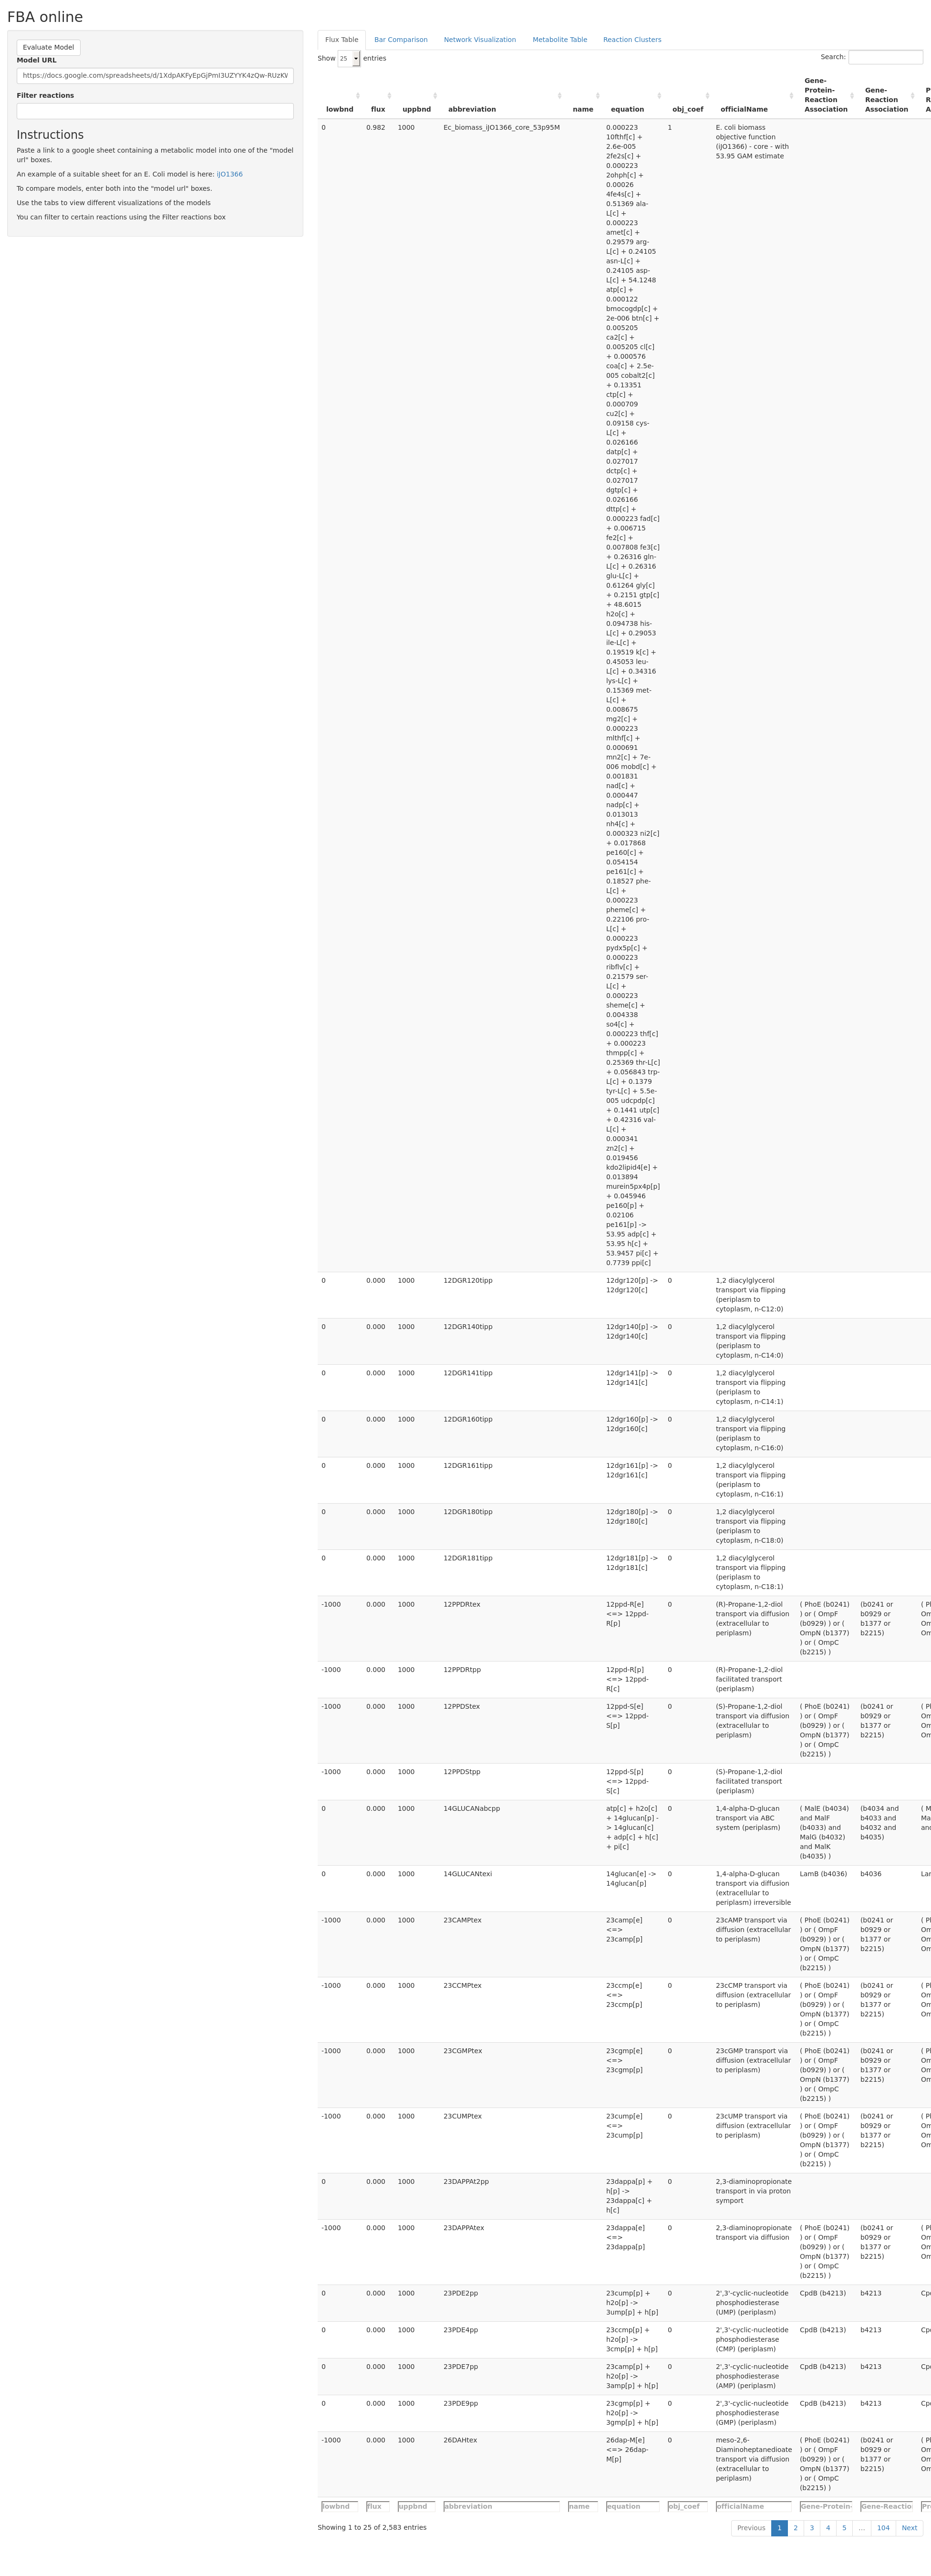 FBA online
Evaluate Model
Model URL
https://docs.google.com/spreadsheets/d/1XdpAKFyEpGjPmI3UZYYK4zQw-RUzKV
Filter reactions
Instructions
Paste a link to a google sheet containing a metabolic model into one of the "model
url" boxes.
An example of a suitable sheet for an E. Coli model is here: iJO1366
To compare models, enter both into the "model url" boxes.
Use the tabs to view different visualizations of the models
You can filter to certain reactions using the Filter reactions box
Flux Table Bar Comparison Network Visualization Metabolite Table Reaction Clusters
Show 25 entries Search:
lowbnd flux uppbnd abbreviation name equation obj_coef officialName
Gene-
Protein-
Reaction
Association
Gene-
Reaction
Association
P
R
A
0 0.982 1000 Ec_biomass_iJO1366_core_53p95M
0.000223
10fthf[c] +
2.6e-005
2fe2s[c] +
0.000223
2ohph[c] +
0.00026
4fe4s[c] +
0.51369 ala-
L[c] +
0.000223
amet[c] +
0.29579 arg-
L[c] + 0.24105
asn-L[c] +
0.24105 asp-
L[c] + 54.1248
atp[c] +
0.000122
bmocogdp[c] +
2e-006 btn[c] +
0.005205
ca2[c] +
0.005205 cl[c]
+ 0.000576
coa[c] + 2.5e-
005 cobalt2[c]
+ 0.13351
ctp[c] +
0.000709
cu2[c] +
0.09158 cys-
L[c] +
0.026166
datp[c] +
0.027017
dctp[c] +
0.027017
dgtp[c] +
0.026166
dttp[c] +
0.000223 fad[c]
+ 0.006715
fe2[c] +
0.007808 fe3[c]
+ 0.26316 gln-
L[c] + 0.26316
glu-L[c] +
0.61264 gly[c]
+ 0.2151 gtp[c]
+ 48.6015
h2o[c] +
0.094738 his-
L[c] + 0.29053
ile-L[c] +
0.19519 k[c] +
0.45053 leu-
L[c] + 0.34316
lys-L[c] +
0.15369 met-
L[c] +
0.008675
mg2[c] +
0.000223
mlthf[c] +
0.000691
mn2[c] + 7e-
006 mobd[c] +
0.001831
nad[c] +
0.000447
nadp[c] +
0.013013
nh4[c] +
0.000323 ni2[c]
+ 0.017868
pe160[c] +
0.054154
pe161[c] +
0.18527 phe-
L[c] +
0.000223
pheme[c] +
0.22106 pro-
L[c] +
0.000223
pydx5p[c] +
0.000223
ribflv[c] +
0.21579 ser-
L[c] +
0.000223
sheme[c] +
0.004338
so4[c] +
0.000223 thf[c]
+ 0.000223
thmpp[c] +
0.25369 thr-L[c]
+ 0.056843 trp-
L[c] + 0.1379
tyr-L[c] + 5.5e-
005 udcpdp[c]
+ 0.1441 utp[c]
+ 0.42316 val-
L[c] +
0.000341
zn2[c] +
0.019456
kdo2lipid4[e] +
0.013894
murein5px4p[p]
+ 0.045946
pe160[p] +
0.02106
pe161[p] ->
53.95 adp[c] +
53.95 h[c] +
53.9457 pi[c] +
0.7739 ppi[c]
1
E. coli biomass
objective function
(iJO1366) - core - with
53.95 GAM estimate
0 0.000 1000 12DGR120tipp 12dgr120[p] -> 0 1,2 diacylglycerol
12dgr120[c] transport via flipping
(periplasm to
cytoplasm, n-C12:0)
0 0.000 1000 12DGR140tipp 12dgr140[p] -> 0 1,2 diacylglycerol
12dgr140[c] transport via flipping
(periplasm to
cytoplasm, n-C14:0)
0 0.000 1000 12DGR141tipp 12dgr141[p] -> 0 1,2 diacylglycerol
12dgr141[c] transport via flipping
(periplasm to
cytoplasm, n-C14:1)
0 0.000 1000 12DGR160tipp 12dgr160[p] -> 0 1,2 diacylglycerol
12dgr160[c] transport via flipping
(periplasm to
cytoplasm, n-C16:0)
0 0.000 1000 12DGR161tipp 12dgr161[p] -> 0 1,2 diacylglycerol
12dgr161[c] transport via flipping
(periplasm to
cytoplasm, n-C16:1)
0 0.000 1000 12DGR180tipp 12dgr180[p] -> 0 1,2 diacylglycerol
12dgr180[c] transport via flipping
(periplasm to
cytoplasm, n-C18:0)
0 0.000 1000 12DGR181tipp 12dgr181[p] -> 0 1,2 diacylglycerol
12dgr181[c] transport via flipping
(periplasm to
cytoplasm, n-C18:1)
-1000 0.000 1000 12PPDRtex 12ppd-R[e] 0 (R)-Propane-1,2-diol ( PhoE (b0241) (b0241 or ( Pl
<=> 12ppd- transport via diffusion ) or ( OmpF b0929 or Om
R[p] (extracellular to (b0929) ) or ( b1377 or Om
periplasm) OmpN (b1377) b2215) Om
) or ( OmpC
(b2215) )
-1000 0.000 1000 12PPDRtpp 12ppd-R[p] 0 (R)-Propane-1,2-diol
<=> 12ppd- facilitated transport
R[c] (periplasm)
-1000 0.000 1000 12PPDStex 12ppd-S[e] 0 (S)-Propane-1,2-diol ( PhoE (b0241) (b0241 or ( Pl
<=> 12ppd- transport via diffusion ) or ( OmpF b0929 or Om
S[p] (extracellular to (b0929) ) or ( b1377 or Om
periplasm) OmpN (b1377) b2215) Om
) or ( OmpC
(b2215) )
-1000 0.000 1000 12PPDStpp 12ppd-S[p] 0 (S)-Propane-1,2-diol
<=> 12ppd- facilitated transport
S[c] (periplasm)
0 0.000 1000 14GLUCANabcpp atp[c] + h2o[c] 0 1,4-alpha-D-glucan ( MalE (b4034) (b4034 and ( M
+ 14glucan[p] - transport via ABC and MalF b4033 and Ma
> 14glucan[c] system (periplasm) (b4033) and b4032 and and
+ adp[c] + h[c] MalG (b4032) b4035)
+ pi[c] and MalK
(b4035) )
0 0.000 1000 14GLUCANtexi 14glucan[e] -> 0 1,4-alpha-D-glucan LamB (b4036) b4036 Lar
14glucan[p] transport via diffusion
(extracellular to
periplasm) irreversible
-1000 0.000 1000 23CAMPtex 23camp[e] 0 23cAMP transport via ( PhoE (b0241) (b0241 or ( Pl
<=> diffusion (extracellular ) or ( OmpF b0929 or Om
23camp[p] to periplasm) (b0929) ) or ( b1377 or Om
OmpN (b1377) b2215) Om
) or ( OmpC
(b2215) )
-1000 0.000 1000 23CCMPtex 23ccmp[e] 0 23cCMP transport via ( PhoE (b0241) (b0241 or ( Pl
<=> diffusion (extracellular ) or ( OmpF b0929 or Om
23ccmp[p] to periplasm) (b0929) ) or ( b1377 or Om
OmpN (b1377) b2215) Om
) or ( OmpC
(b2215) )
-1000 0.000 1000 23CGMPtex 23cgmp[e] 0 23cGMP transport via ( PhoE (b0241) (b0241 or ( Pl
<=> diffusion (extracellular ) or ( OmpF b0929 or Om
23cgmp[p] to periplasm) (b0929) ) or ( b1377 or Om
OmpN (b1377) b2215) Om
) or ( OmpC
(b2215) )
-1000 0.000 1000 23CUMPtex 23cump[e] 0 23cUMP transport via ( PhoE (b0241) (b0241 or ( Pl
<=> diffusion (extracellular ) or ( OmpF b0929 or Om
23cump[p] to periplasm) (b0929) ) or ( b1377 or Om
OmpN (b1377) b2215) Om
) or ( OmpC
(b2215) )
0 0.000 1000 23DAPPAt2pp 23dappa[p] + 0 2,3-diaminopropionate
h[p] -> transport in via proton
23dappa[c] + symport
h[c]
-1000 0.000 1000 23DAPPAtex 23dappa[e] 0 2,3-diaminopropionate ( PhoE (b0241) (b0241 or ( Pl
<=> transport via diffusion ) or ( OmpF b0929 or Om
23dappa[p] (b0929) ) or ( b1377 or Om
OmpN (b1377) b2215) Om
) or ( OmpC
(b2215) )
0 0.000 1000 23PDE2pp 23cump[p] + 0 2',3'-cyclic-nucleotide CpdB (b4213) b4213 Cpd
h2o[p] -> phosphodiesterase
3ump[p] + h[p] (UMP) (periplasm)
0 0.000 1000 23PDE4pp 23ccmp[p] + 0 2',3'-cyclic-nucleotide CpdB (b4213) b4213 Cpd
h2o[p] -> phosphodiesterase
3cmp[p] + h[p] (CMP) (periplasm)
0 0.000 1000 23PDE7pp 23camp[p] + 0 2',3'-cyclic-nucleotide CpdB (b4213) b4213 Cpd
h2o[p] -> phosphodiesterase
3amp[p] + h[p] (AMP) (periplasm)
0 0.000 1000 23PDE9pp 23cgmp[p] + 0 2',3'-cyclic-nucleotide CpdB (b4213) b4213 Cpd
h2o[p] -> phosphodiesterase
3gmp[p] + h[p] (GMP) (periplasm)
-1000 0.000 1000 26DAHtex 26dap-M[e] 0 meso-2,6- ( PhoE (b0241) (b0241 or ( Pl
<=> 26dap- Diaminoheptanedioate ) or ( OmpF b0929 or Om
M[p] transport via diffusion (b0929) ) or ( b1377 or Om
(extracellular to OmpN (b1377) b2215) Om
periplasm) ) or ( OmpC
(b2215) )
lowbnd flux uppbnd abbreviation name equation obj_coef officialName Gene-Protein- Gene-Reactio Pr
Showing 1 to 25 of 2,583 entries Previous 1 2 3 4 5 … 104 Next